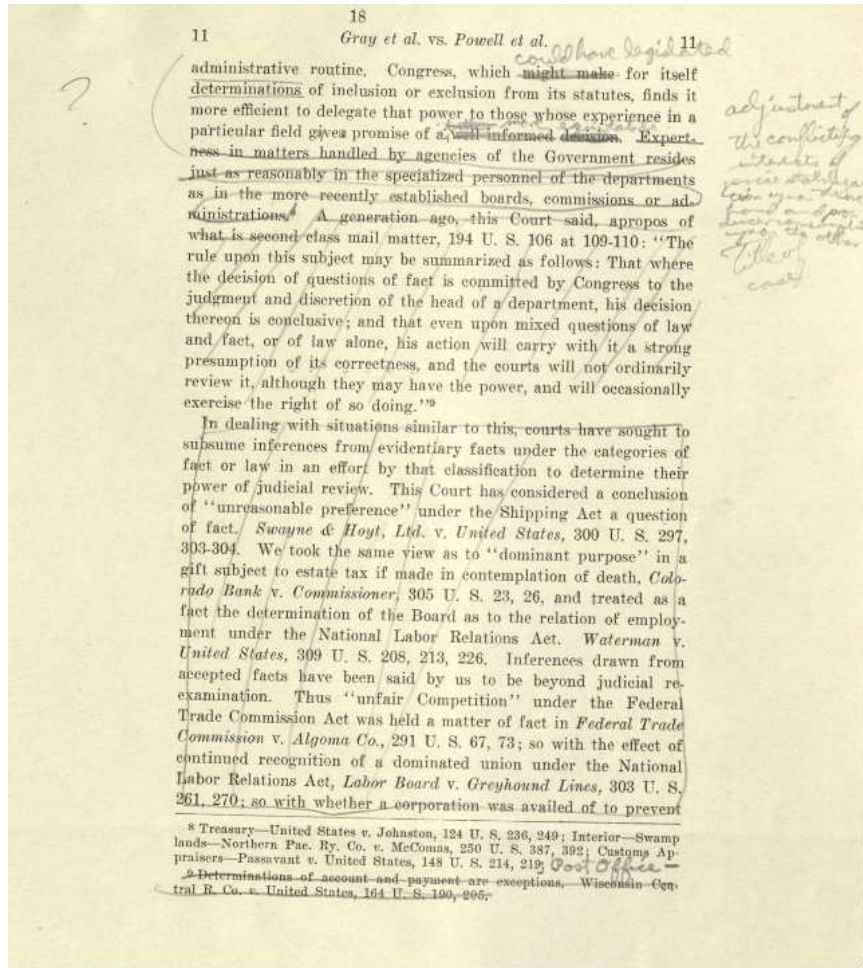 18
11 Gray et al. vs. Powell et al. 11
could have legislated
administrative routine. Congress, which might make for itself
determinations of inclusion or exclusion from its statutes, finds it
more efficient to delegate that power to those whose experience in a
particular field gives promise of a well informed decision. Expert-
ness in matters handled by agencies of the Government resides
just as reasonably in the specialized personnel of the departments
as in the more recently established boards, commissions or ad-
ministrations.8 A generation ago, this Court said, apropos of
what is second class mail matter, 194 U. S. 106 at 109-110: "The
rule upon this subject may be summarized as follows: That where
the decision of questions of fact is committed by Congress to the
judgment and discretion of the head of a department, his decision
thereon is conclusive; and that even upon mixed questions of law
and fact, or of law alone, his action will carry with it a strong
presumption of its correctness, and the courts will not ordinarily
review it, although they may have the power, and will occasionally
exercise the right of so doing."9
In dealing with situations similar to this, courts have sought to
subsume inferences from evidentiary facts under the categories of
fact or law in an effort by that classification to determine their
power of judicial review. This Court has considered a conclusion
of "unreasonable preference" under the Shipping Act a question
of fact. Swayne & Hoyt, Ltd. v. United States, 300 U. S. 297,
303-304. We took the same view as to "dominant purpose" in a
gift subject to estate tax if made in contemplation of death, Colo-
rado Bank v. Commissioner, 305 U. S. 23, 26, and treated as a
fact the determination of the Board as to the relation of employ-
ment under the National Labor Relations Act. Waterman v.
United States, 309 U. S. 208, 213, 226. Inferences drawn from
accepted facts have been said by us to be beyond judicial re-
examination. Thus "unfair Competition" under the Federal
Trade Commission Act was held a matter of fact in Federal Trade
Commission v. Algoma Co., 291 U. S. 67, 73; so with the effect of
continued recognition of a dominated union under the National
Labor Relations Act, Labor Board v. Greyhound Lines, 303 U. S.
261, 270; so with whether a corporation was availed of to prevent
8 Treasury—United States v. Johnston, 124 U. S. 236, 249; Interior—Swamp
lands—Northern Pac. Ry. Co. v. McComas, 250 U. S. 387, 392; Customs Ap-
praisers—Passavant v. United States, 148 U. S. 214, 219; Post Office —
9 Determinations of account and payment are exceptions, Wisconsin Cen-
tral R. Co. v. United States, 164 U. S. 190, 205.
?
adjustment of
the conflicting
interests of
case